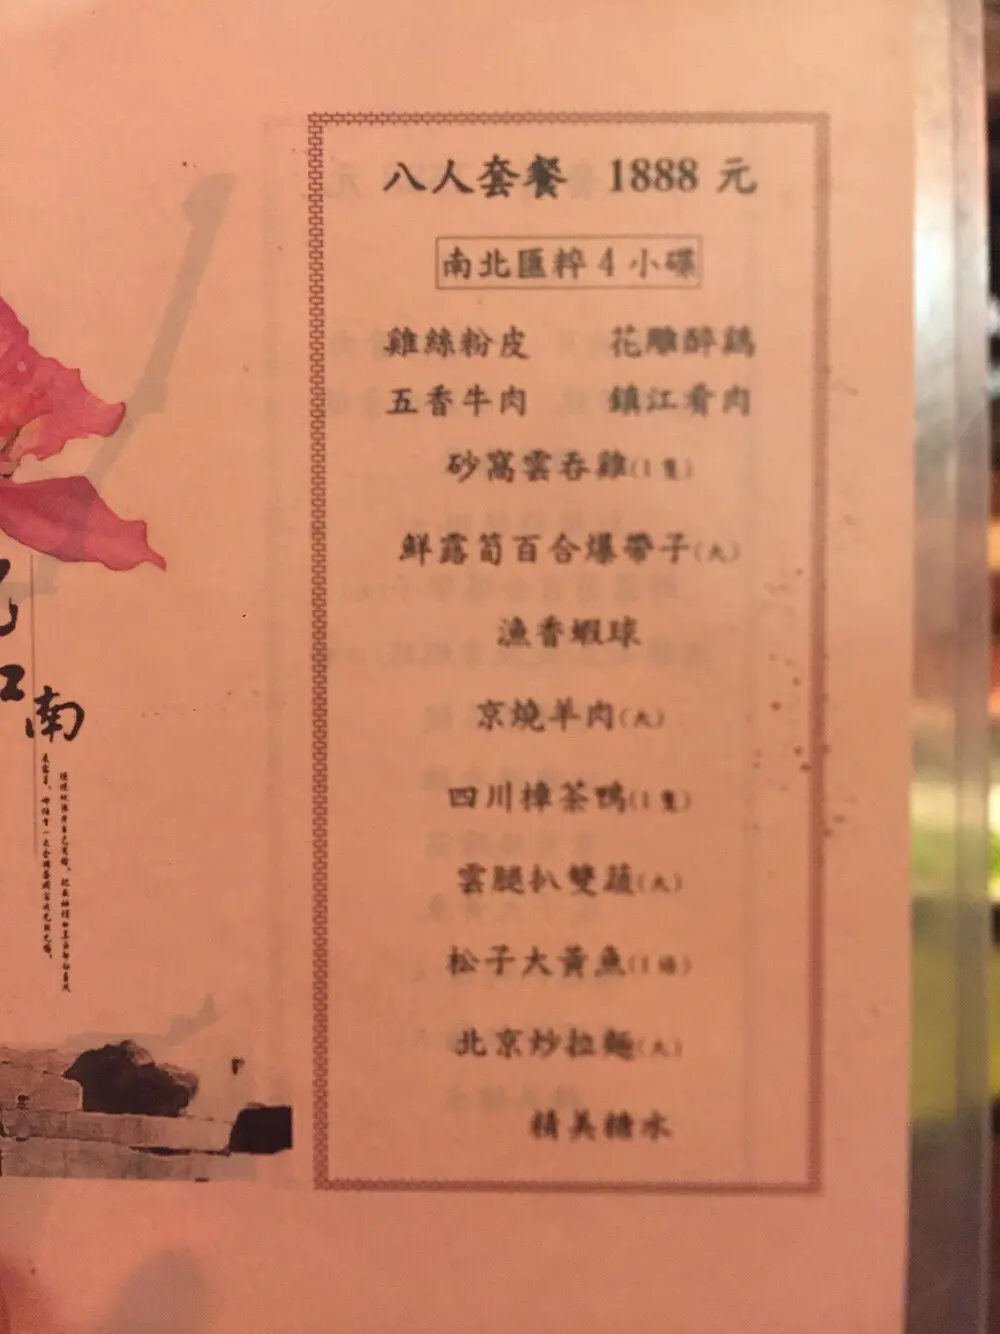 八人套餐 1888 元
南北匯粹 4 小碟
雞絲粉皮 花雕醉鷄
五香牛肉 鎮江肴肉
砂窩雲吞雞(1 隻)
鮮露筍百合爆帶子(大)
漁香蝦球
京燒羊肉(大)
四川樟茶鴨(1 隻)
雲腿扒雙蔬(大)
松子大黃魚(1 條)
北京炒拉麵(大)
精美糖水
江南